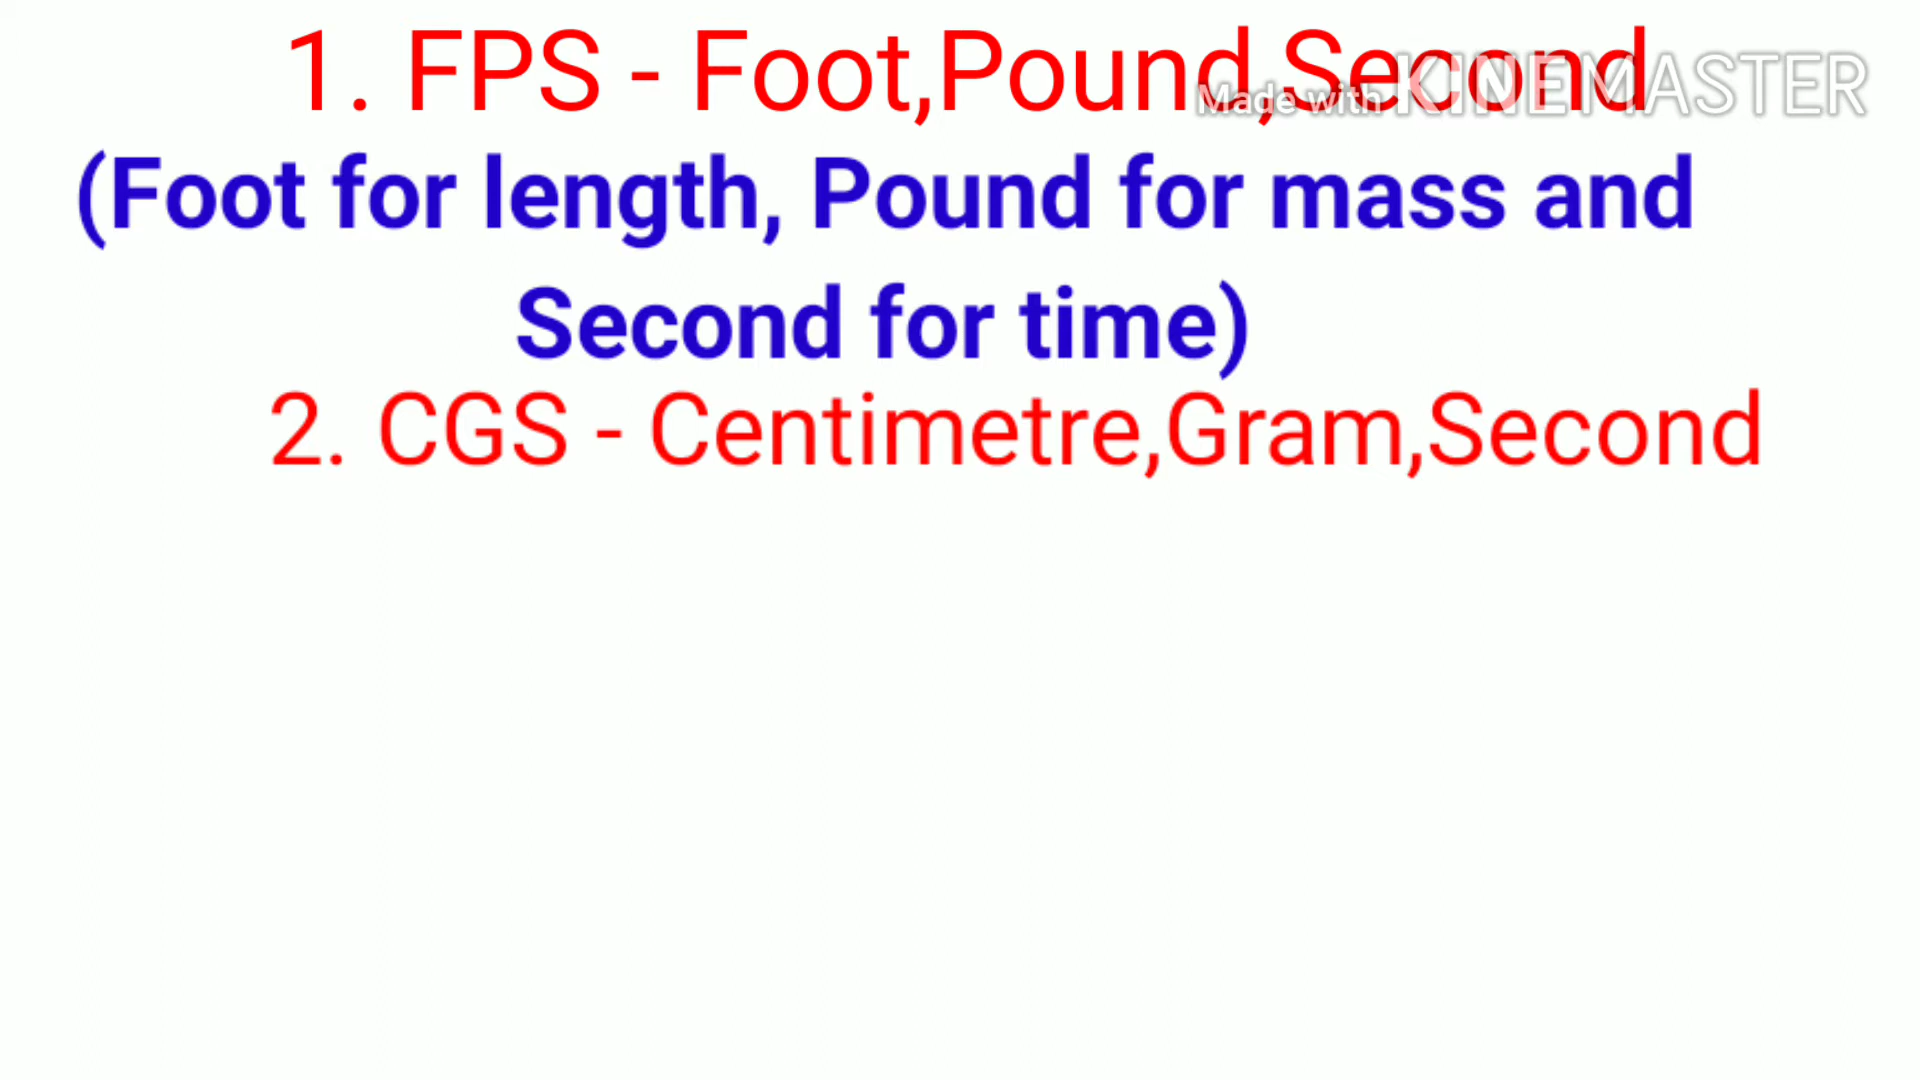 1. FPS - Foot,Pound,Second
Made with KINEMASTER
(Foot for length, Pound for mass and
Second for time)
2. CGS - Centimetre,Gram,Second